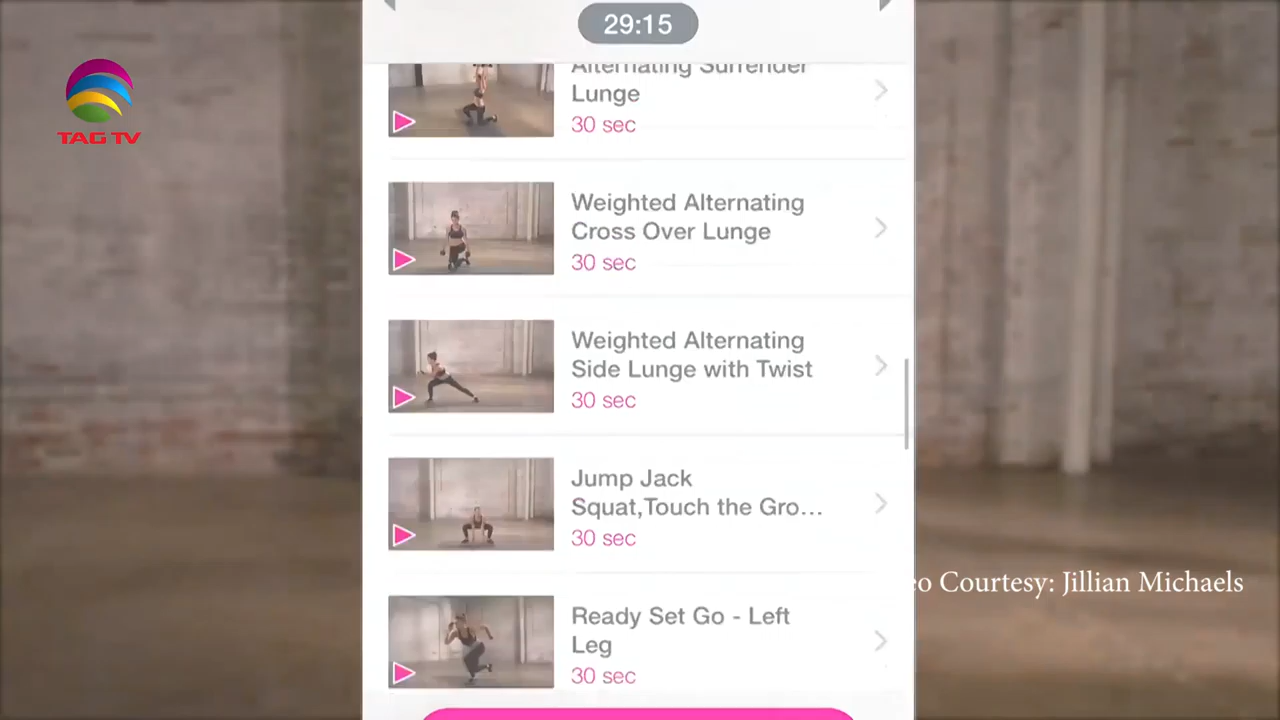 29:15
TAG TV
Alternating Surrender
Lunge
30 sec
Weighted Alternating
Cross Over Lunge
30 sec
Weighted Alternating
Side Lunge with Twist
30 sec
Jump Jack
Squat,Touch the Gro...
30 sec
eo Courtesy: Jillian Michaels
Ready Set Go - Left
Leg
30 sec